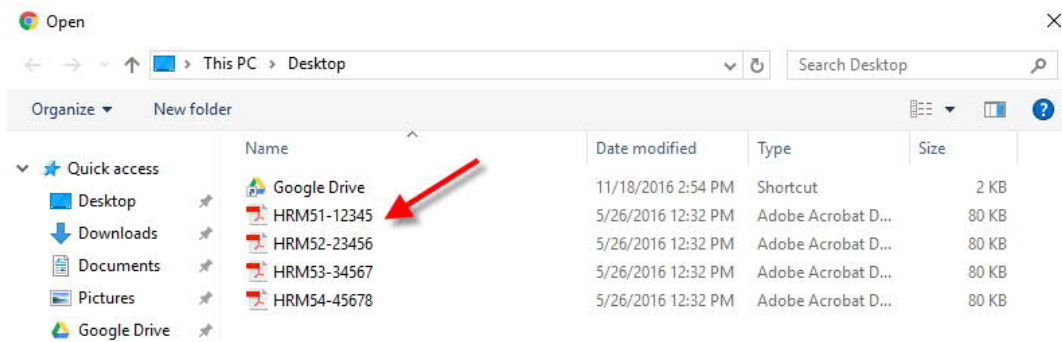 Open
This PC > Desktop
Search Desktop
Organize
New folder
Name Date modified Type Size
Quick access
Desktop
Downloads
Documents
Pictures
Google Drive
Google Drive 11/18/2016 2:54 PM Shortcut 2 KB
HRM51-12345 5/26/2016 12:32 PM Adobe Acrobat D... 80 KB
HRM52-23456 5/26/2016 12:32 PM Adobe Acrobat D... 80 KB
HRM53-34567 5/26/2016 12:32 PM Adobe Acrobat D... 80 KB
HRM54-45678 5/26/2016 12:32 PM Adobe Acrobat D... 80 KB